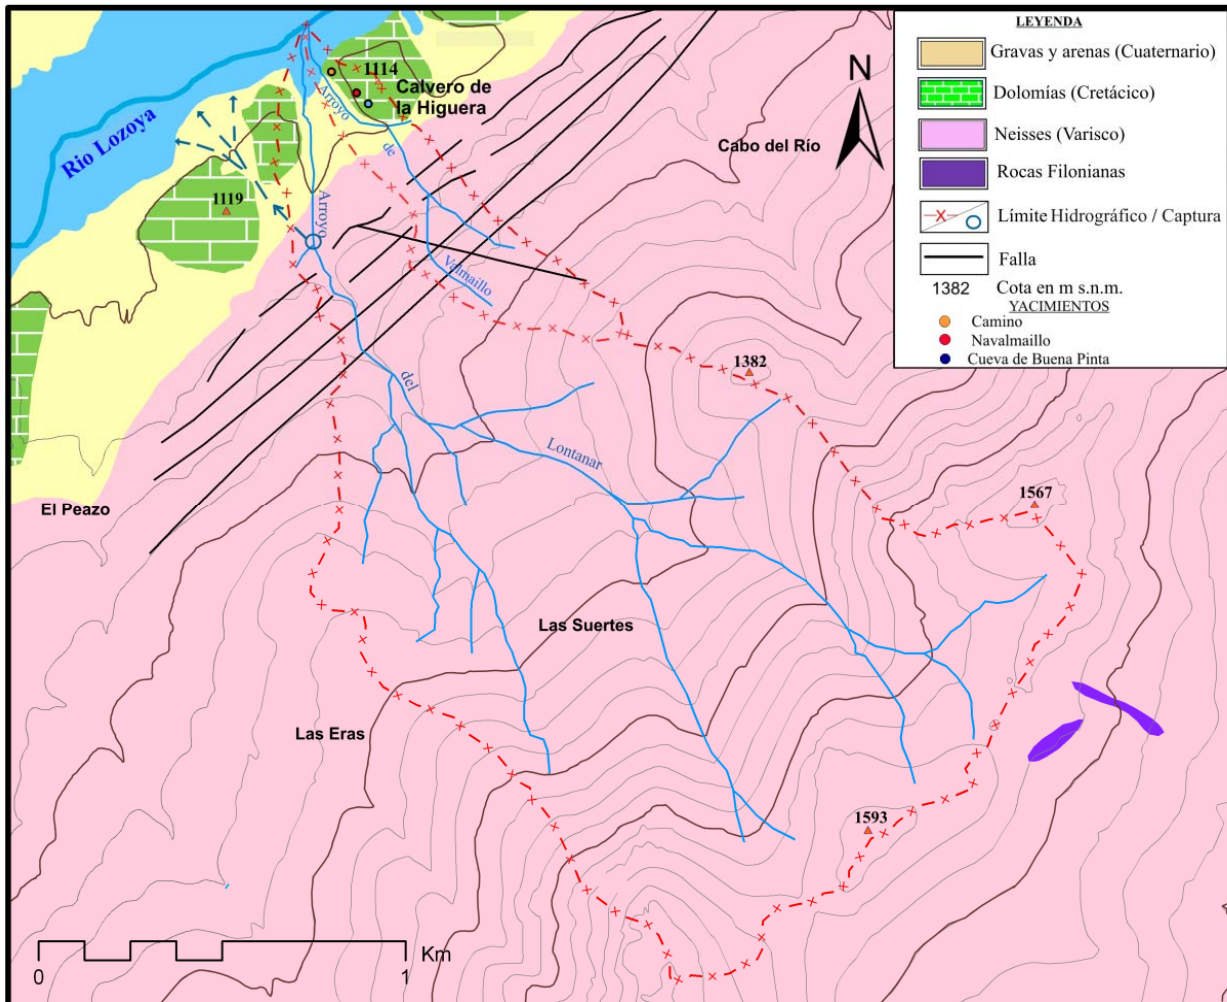 LEYENDA
Gravas y arenas (Cuaternario)
Dolomías (Cretácico)
Neisses (Varisco)
Rocas Filonianas
Límite Hidrográfico / Captura
Falla
1382 Cota en m s.n.m.
YACIMIENTOS
Camino
Navalmaillo
Cueva de Buena Pinta
N
1114
Calvero de
la Higuera
Río Lozoya
Arroyo
de
Valmaillo
Cabo del Río
1119
Arroyo
del
Lontanar
1382
1567
El Peazo
Las Suertes
Las Eras
1593
Km
0
1